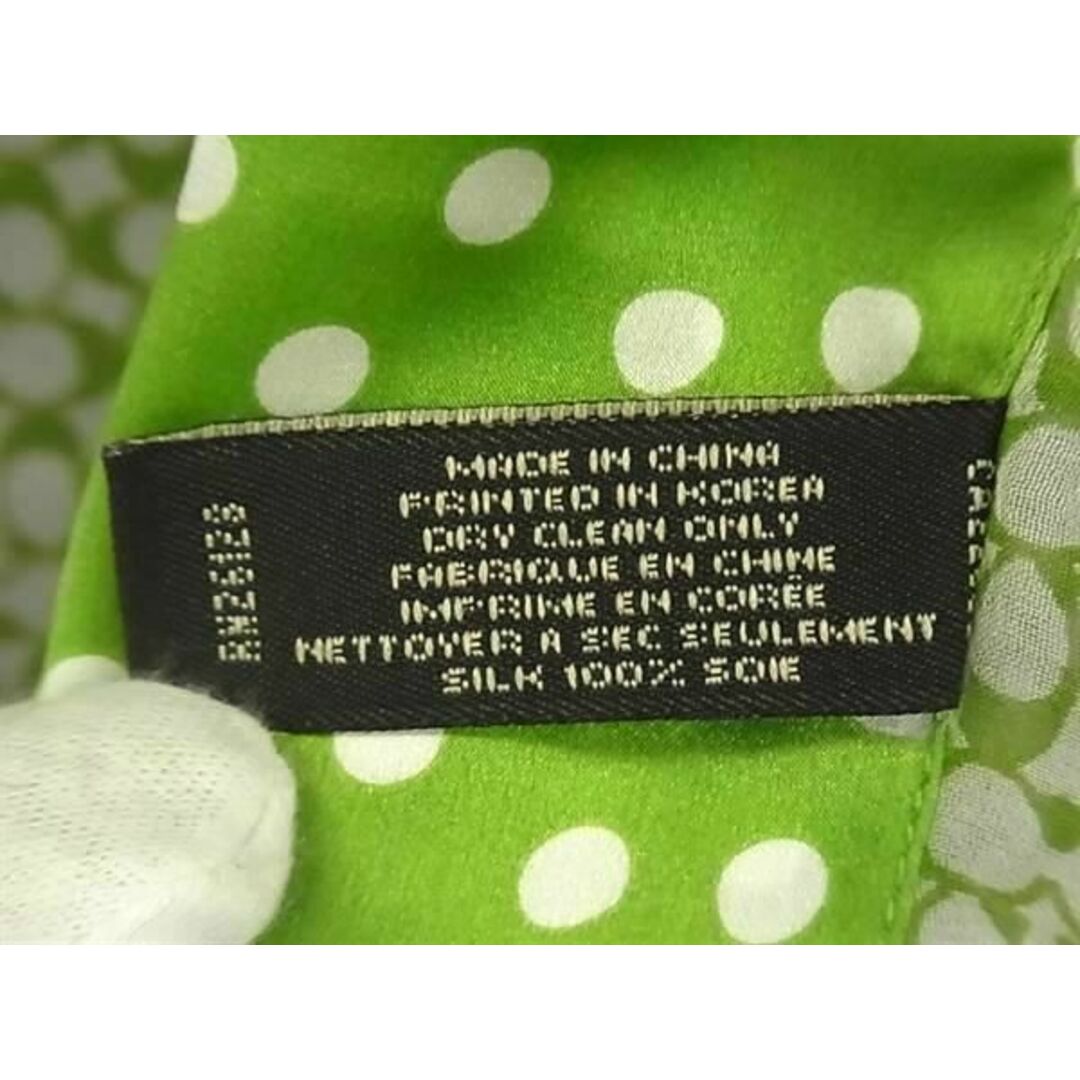 MADE IN CHINA
PRINTED IN KOREA
DRY CLEAN ONLY
FABRIQUE EN CHINE
IMPRIME EN CORÉE
NETTOYER A SEC SEULEMENT
SILK 100% SOIE